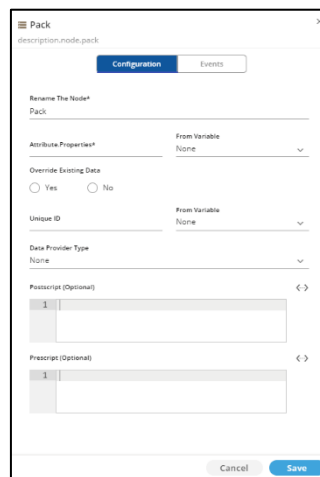 Pack
description.node.pack
Configuration Events
Rename The Node*
Pack
From Variable
Attribute.Properties* None
Override Existing Data
Yes No
From Variable
Unique ID None
Data Provider Type
None
Postscript (Optional)
1
Prescript (Optional)
1
Cancel Save